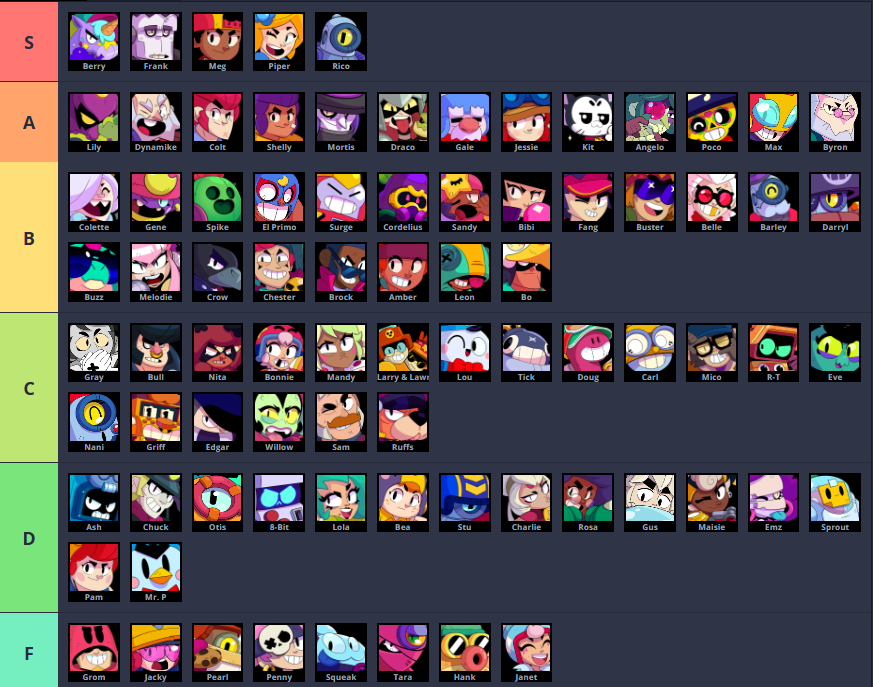 S
Berry Frank Meg Piper Rico
A
Lily Dynamike Colt Shelly Mortis Draco Gale Jessie Kit Angelo Poco Max Byron
B
Colette Gene Spike El Primo Surge Cordelius Sandy Bibi Fang Buster Belle Barley Darryl
Buzz Melodie Crow Chester Brock Amber Leon Bo
C
Gray Bull Nita Bonnie Mandy Larry & Lawr Lou Tick Doug Carl Mico R-T Eve
Nani Griff Edgar Willow Sam Ruffs
D
Ash Chuck Otis 8-Bit Lola Bea Stu Charlie Rosa Gus Maisie Emz Sprout
Pam Mr. P
F
Grom Jacky Pearl Penny Squeak Tara Hank Janet